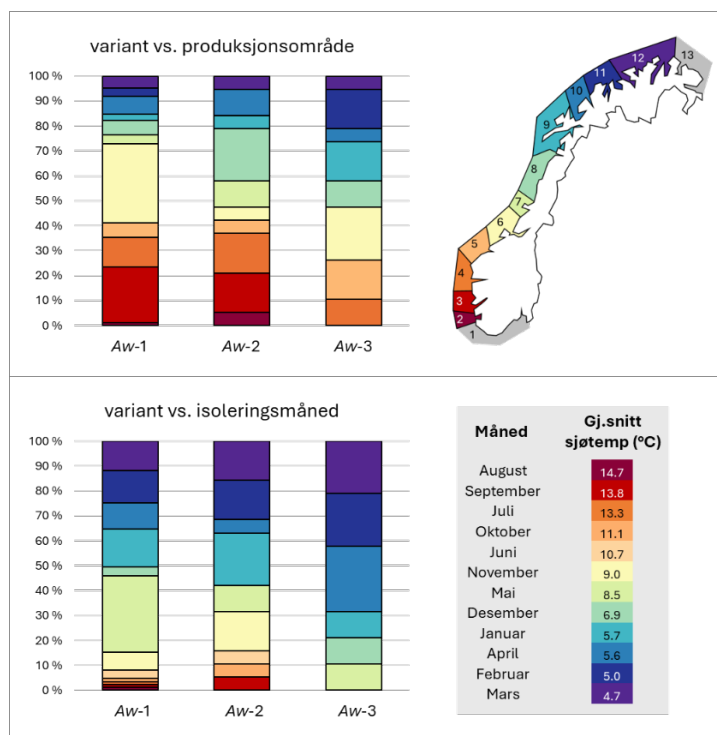 variant vs. produksjonsområde
100 %
90 %
80 %
70 %
60 %
50 %
40 %
30 %
20 %
10 %
0 %
Aw-1 Aw-2 Aw-3
13
12
11
10
9
8
7
6
5
4
3
2
1
variant vs. isoleringsmåned
100 %
90 %
80 %
70 %
60 %
50 %
40 %
30 %
20 %
10 %
0 %
Aw-1 Aw-2 Aw-3
Måned Gj.snitt sjøtemp (°C)
August 14.7
September 13.8
Juli 13.3
Oktober 11.1
Juni 10.7
November 9.0
Mai 8.5
Desember 6.9
Januar 5.7
April 5.6
Februar 5.0
Mars 4.7